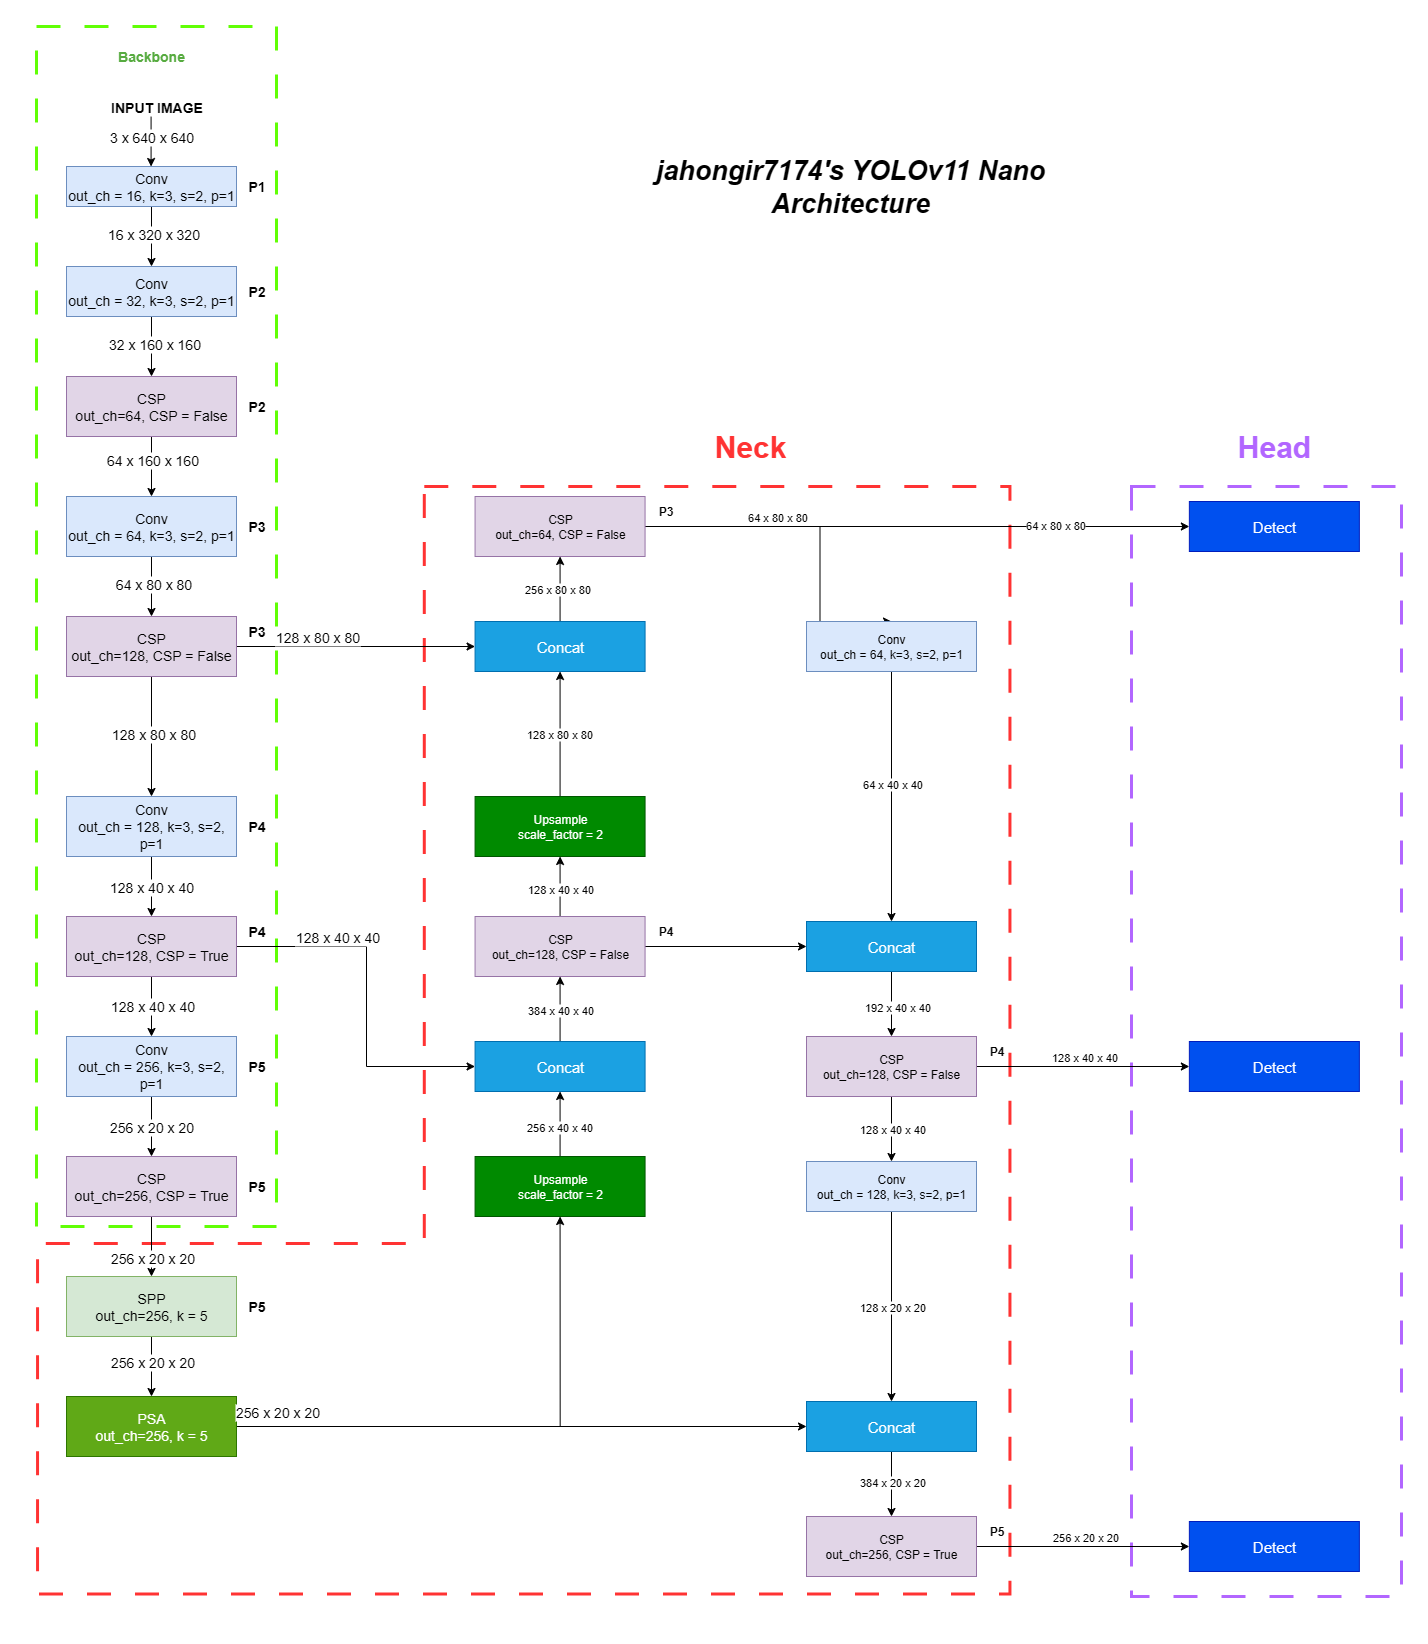 Backbone
INPUT IMAGE
3 x 640 x 640
Conv
out_ch = 16, k=3, s=2, p=1
P1
16 x 320 x 320
Conv
out_ch = 32, k=3, s=2, p=1
P2
32 x 160 x 160
CSP
out_ch=64, CSP = False
P2
64 x 160 x 160
Conv
out_ch = 64, k=3, s=2, p=1
P3
64 x 80 x 80
CSP
out_ch=128, CSP = False
P3
128 x 80 x 80
128 x 80 x 80
Conv
out_ch = 128, k=3, s=2,
p=1
P4
128 x 40 x 40
CSP
out_ch=128, CSP = True
P4
128 x 40 x 40
128 x 40 x 40
Conv
out_ch = 256, k=3, s=2,
p=1
P5
256 x 20 x 20
CSP
out_ch=256, CSP = True
P5
256 x 20 x 20
SPP
out_ch=256, k = 5
P5
256 x 20 x 20
PSA
out_ch=256, k = 5
256 x 20 x 20
jahongir7174's YOLOv11 Nano
Architecture
Neck
CSP
out_ch=64, CSP = False
P3
64 x 80 x 80
64 x 80 x 80
256 x 80 x 80
Concat
128 x 80 x 80
Upsample
scale_factor = 2
128 x 40 x 40
CSP
out_ch=128, CSP = False
P4
384 x 40 x 40
Concat
256 x 40 x 40
Upsample
scale_factor = 2
Conv
out_ch = 64, k=3, s=2, p=1
64 x 40 x 40
Concat
192 x 40 x 40
CSP
out_ch=128, CSP = False
P4
128 x 40 x 40
128 x 40 x 40
Conv
out_ch = 128, k=3, s=2, p=1
128 x 20 x 20
Concat
384 x 20 x 20
CSP
out_ch=256, CSP = True
P5
256 x 20 x 20
Head
Detect
Detect
Detect